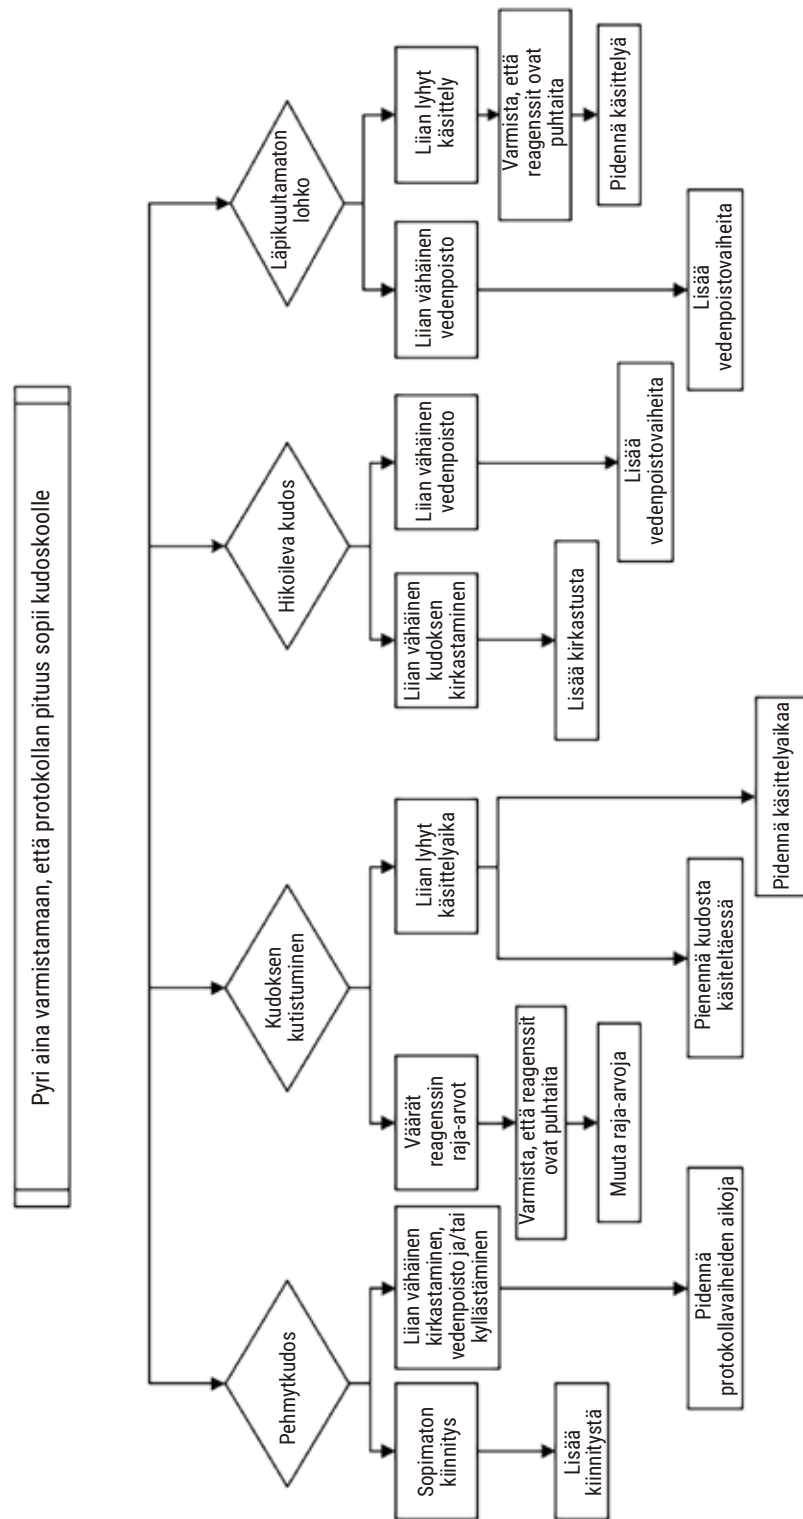 Pyri aina varmistamaan, että protokollan pituus sopii kudoskoolle
Pehmytkudos
Kudoksen
kutistuminen
Hikoileva kudos
Läpikuultamaton
lohko
Sopimaton
kiinnitys
Liian vähäinen
kirkastaminen,
vedenpoisto ja/tai
kyllästäminen
Väärät
reagenssin
raja-arvot
Liian lyhyt
käsittelyaika
Liian vähäinen
kudoksen
kirkastaminen
Liian vähäinen
vedenpoisto
Liian vähäinen
vedenpoisto
Liian lyhyt
käsittely
Lisää
kiinnitystä
Pidennä
protokollavaiheiden aikoja
Varmista, että reagenssit
ovat puhtaita
Muuta raja-arvoja
Pienennä kudosta
käsiteltäessä
Pidennä käsittelyaikaa
Lisää kirkastusta
Lisää
vedenpoistovaiheita
Lisää
vedenpoistovaiheita
Varmista, että
reagenssit ovat
puhtaita
Pidennä käsittelyä